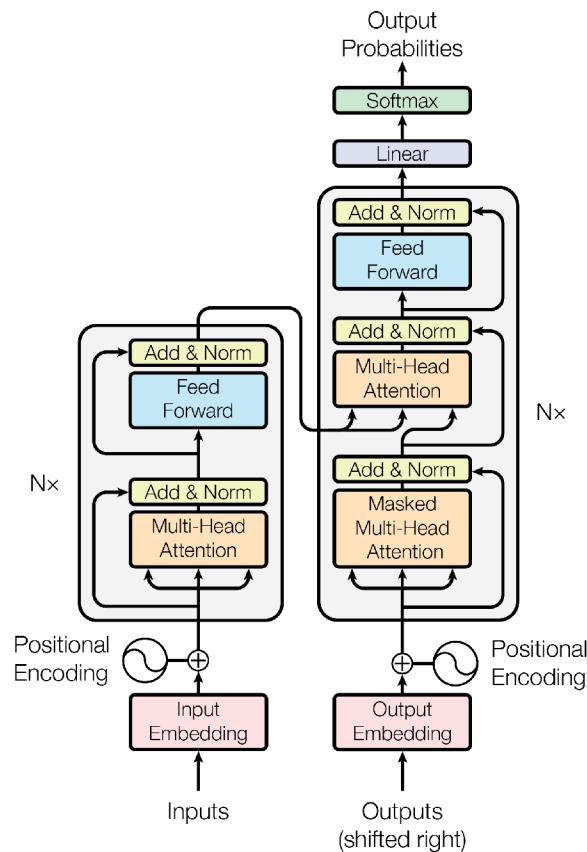 Output
Probabilities
Softmax
Linear
Add & Norm
Feed
Forward
Add & Norm
Multi-Head
Attention
Add & Norm
Masked
Multi-Head
Attention
N×
Add & Norm
Feed
Forward
Add & Norm
Multi-Head
Attention
N×
Positional
Encoding
Positional
Encoding
Input
Embedding
Output
Embedding
Inputs
Outputs
(shifted right)